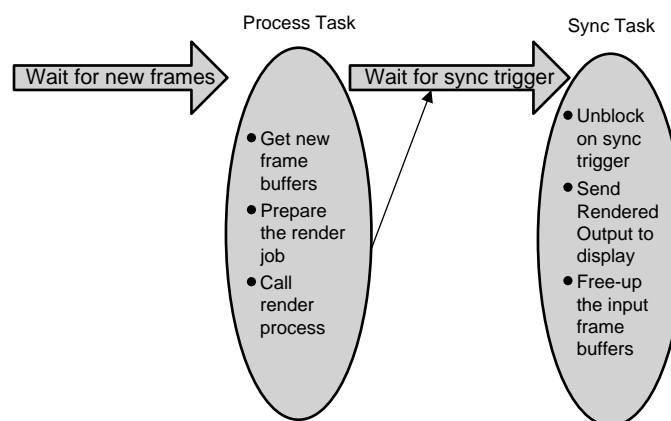 Process Task
Sync Task
Wait for new frames
Wait for sync trigger
● Get new
frame
buffers
● Prepare
the render
job
● Call
render
process
● Unblock
on sync
trigger
● Send
Rendered
Output to
display
● Free-up
the input
frame
buffers